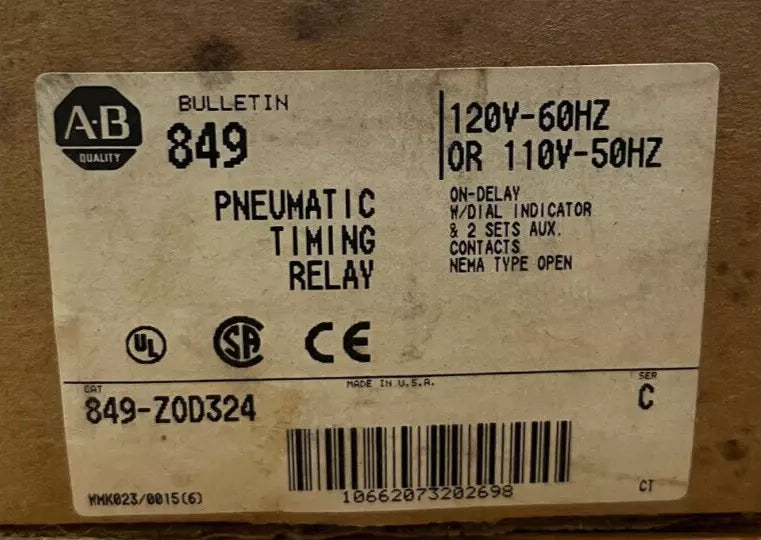 A-B
QUALITY
BULLETIN
849
PNEUMATIC
TIMING
RELAY
120V-60HZ
OR 110V-50HZ
ON-DELAY
W/DIAL INDICATOR
& 2 SETS AUX.
CONTACTS
NEMA TYPE OPEN
UL
SA
CE
CAT
849-ZOD324
MADE IN U.S.A.
SER
C
10662073202698
MMK023/0015(6)
CT